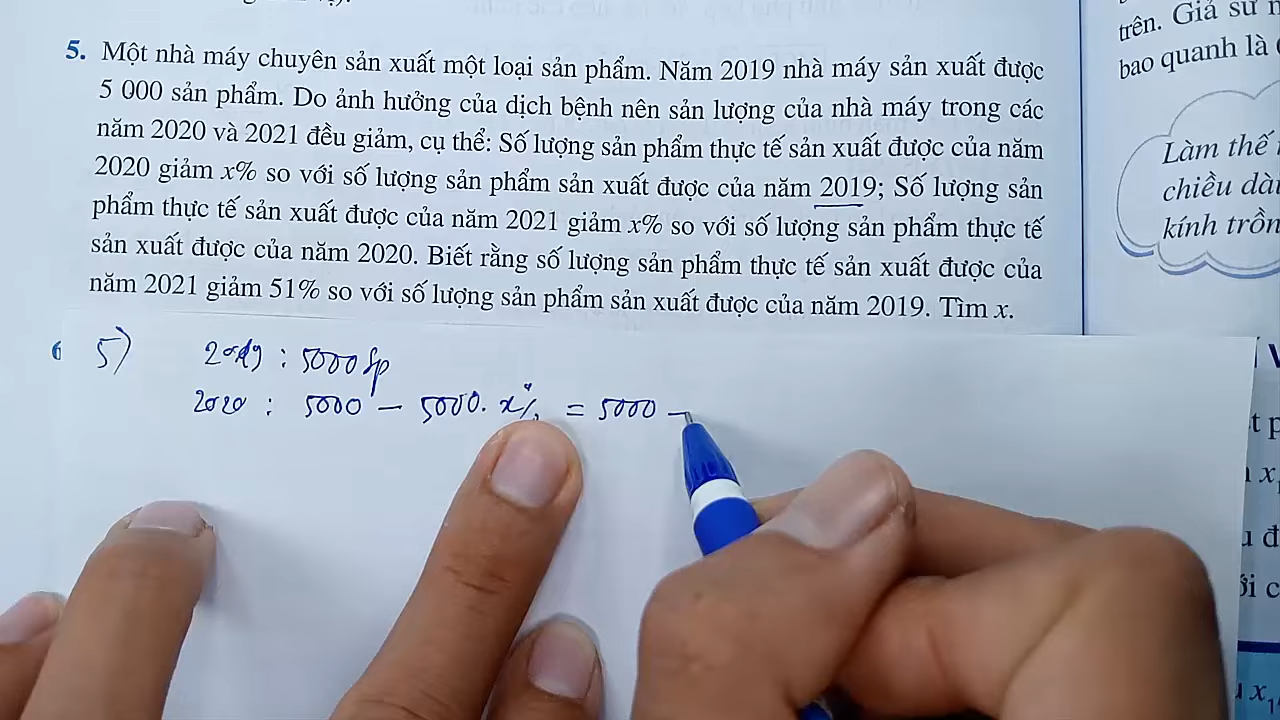 trên. Giả sử
bao quanh là
5. Một nhà máy chuyên sản xuất một loại sản phẩm. Năm 2019 nhà máy sản xuất được
5 000 sản phẩm. Do ảnh hưởng của dịch bệnh nên sản lượng của nhà máy trong các
năm 2020 và 2021 đều giảm, cụ thể: Số lượng sản phẩm thực tế sản xuất được của năm
2020 giảm x% so với số lượng sản phẩm sản xuất được của năm 2019; Số lượng sản
phẩm thực tế sản xuất được của năm 2021 giảm x% so với số lượng sản phẩm thực tế
sản xuất được của năm 2020. Biết rằng số lượng sản phẩm thực tế sản xuất được của
năm 2021 giảm 51% so với số lượng sản phẩm sản xuất được của năm 2019. Tìm x.
Làm thế
chiều dài
kính trồn
6
5) 2019 : 5000 sp
2020 : 5000 - 5000. x% = 5000 -